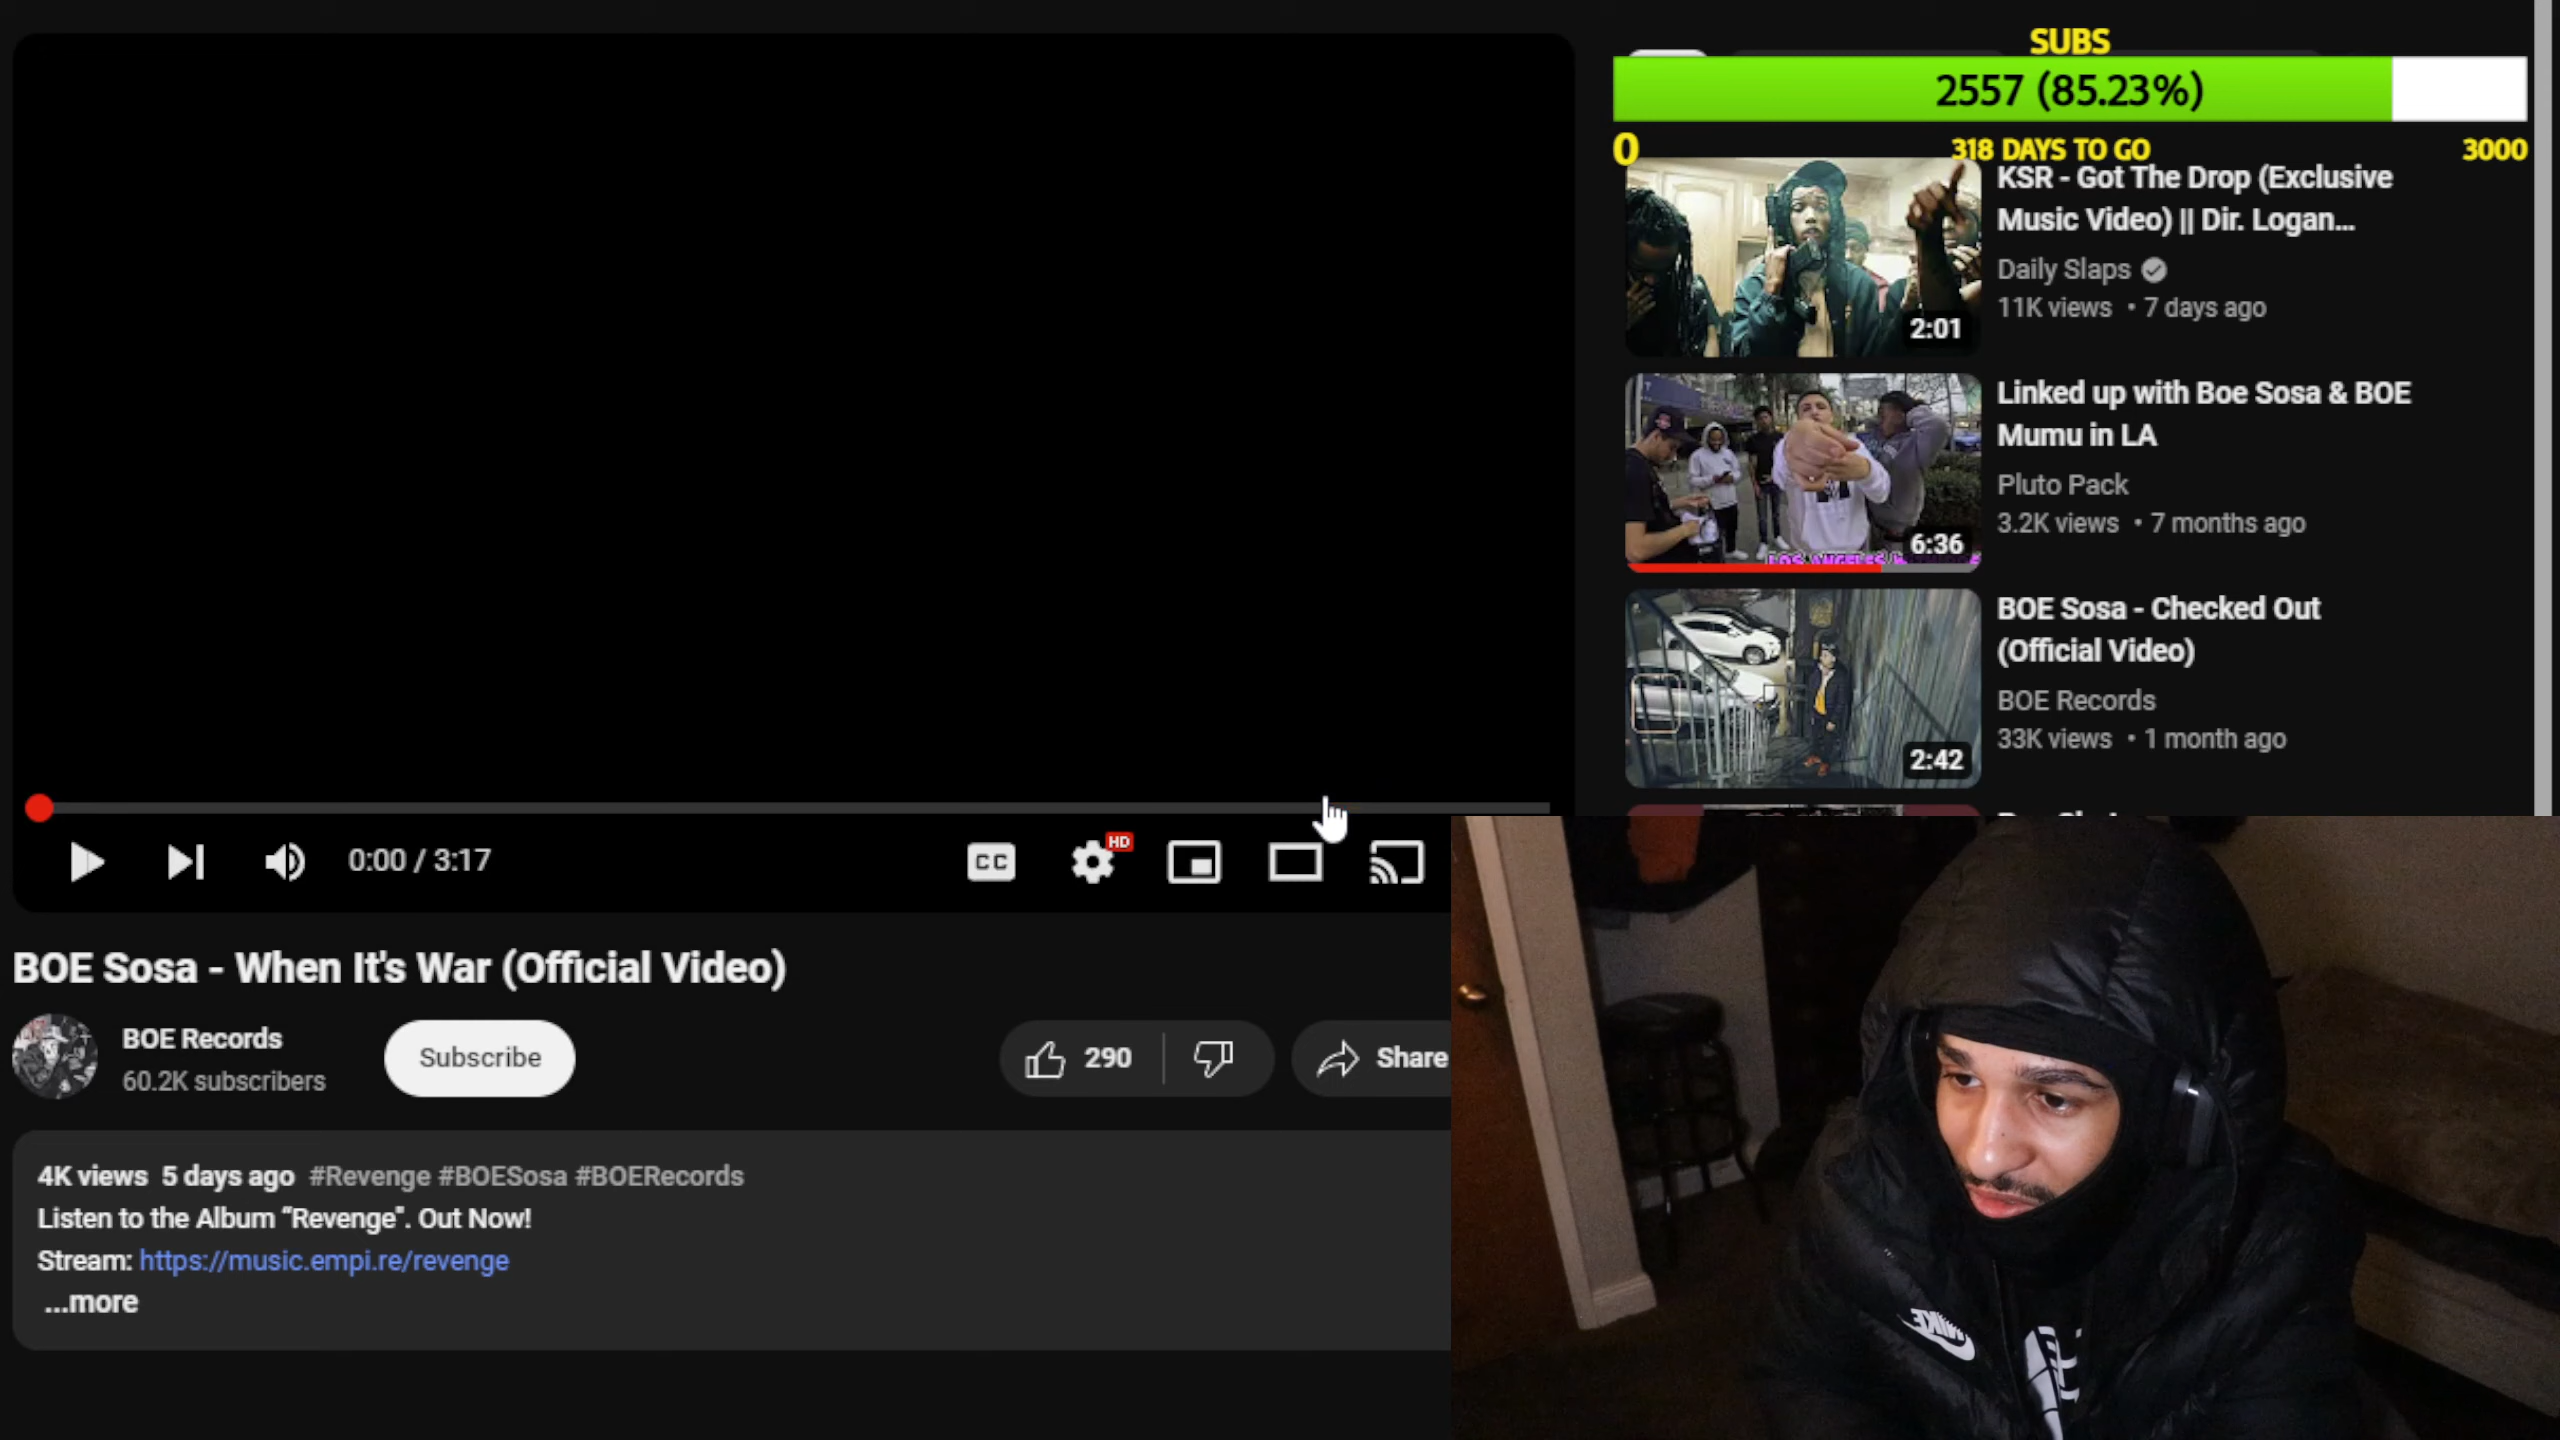 SUBS
2557 (85.23%)
0
318 DAYS TO GO
3000
KSR - Got The Drop (Exclusive
Music Video) || Dir. Logan...
Daily Slaps
11K views • 7 days ago
2:01
Linked up with Boe Sosa & BOE
Mumu in LA
Pluto Pack
3.2K views • 7 months ago
6:36
LOS ANGELES
BOE Sosa - Checked Out
(Official Video)
BOE Records
33K views • 1 month ago
2:42
0:00 / 3:17
CC
HD
BOE Sosa - When It's War (Official Video)
BOE Records
60.2K subscribers
Subscribe
290
Share
4K views 5 days ago #Revenge #BOESosa #BOERecords
Listen to the Album “Revenge". Out Now!
Stream: https://music.empi.re/revenge
...more
NIKE